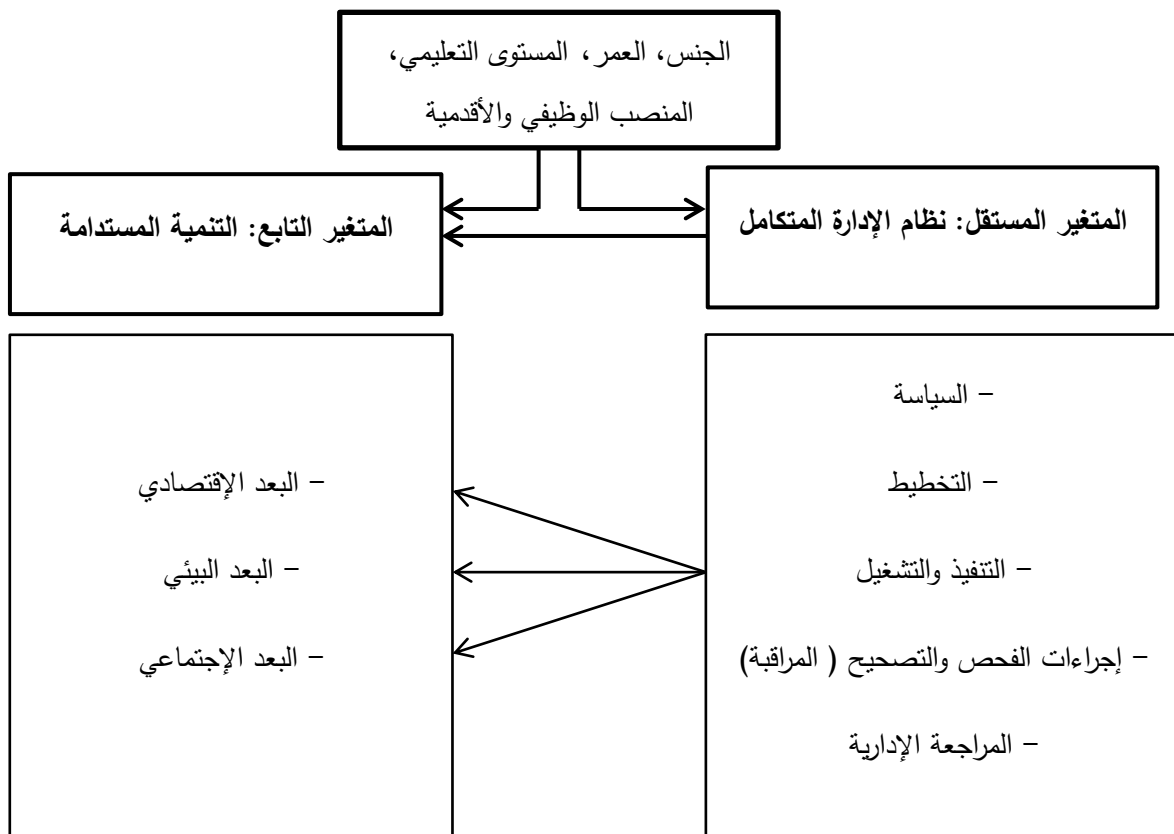 الجنس، العمر، المستوى التعليمي،
المنصب الوظيفي والأقدمية
المتغير المستقل: نظام الإدارة المتكامل
المتغير التابع: التنمية المستدامة
– السياسة
– التخطيط
– التنفيذ والتشغيل
– إجراءات الفحص والتصحيح ( المراقبة)
– المراجعة الإدارية
– البعد الإقتصادي
– البعد البيئي
– البعد الإجتماعي